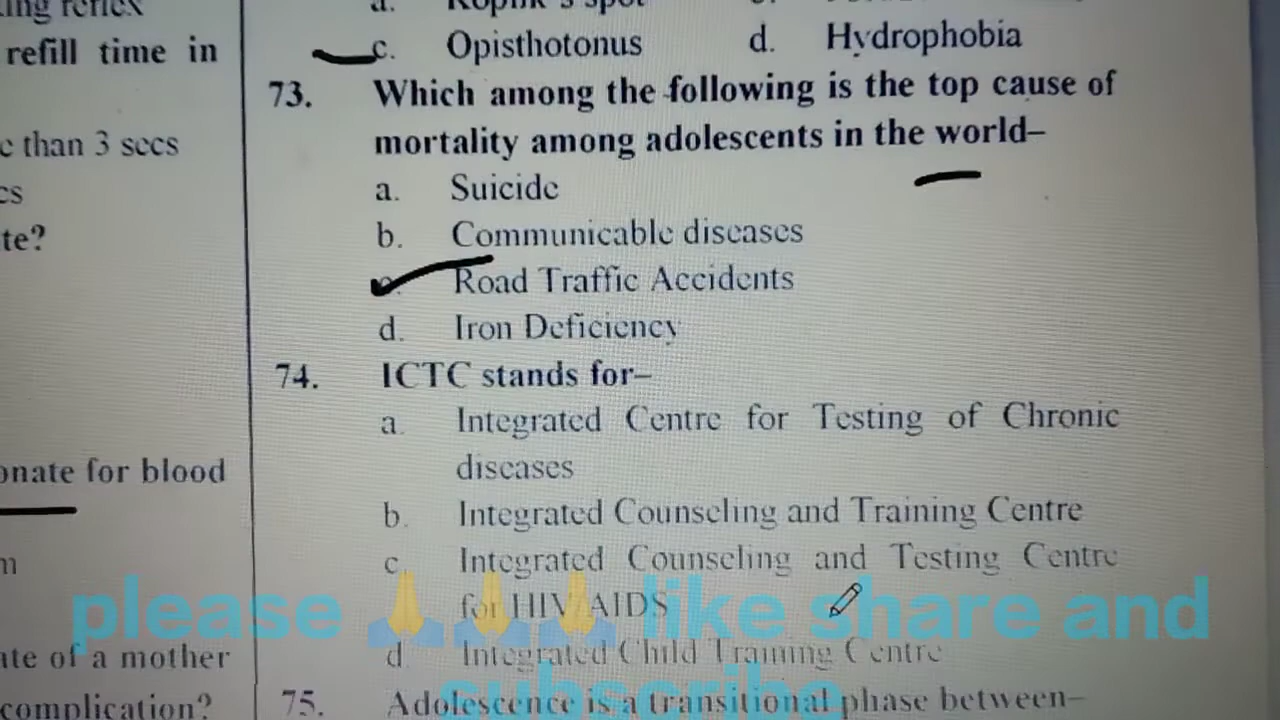 refill time in
e than 3 secs
cs
te?
onate for blood
m
ate of a mother
complication?
c. Opisthotonus d. Hydrophobia
73. Which among the following is the top cause of
mortality among adolescents in the world–
a. Suicide
b. Communicable diseases
Road Traffic Accidents
d. Iron Deficiency
74. ICTC stands for–
a. Integrated Centre for Testing of Chronic
diseases
b. Integrated Counseling and Training Centre
c. Integrated Counseling and Testing Centre
for HIV/AIDS
d. Integrated Child Training Centre
75. Adolescence is a transitional phase between–
please 🙏🙏🙏 like share and
subscribe